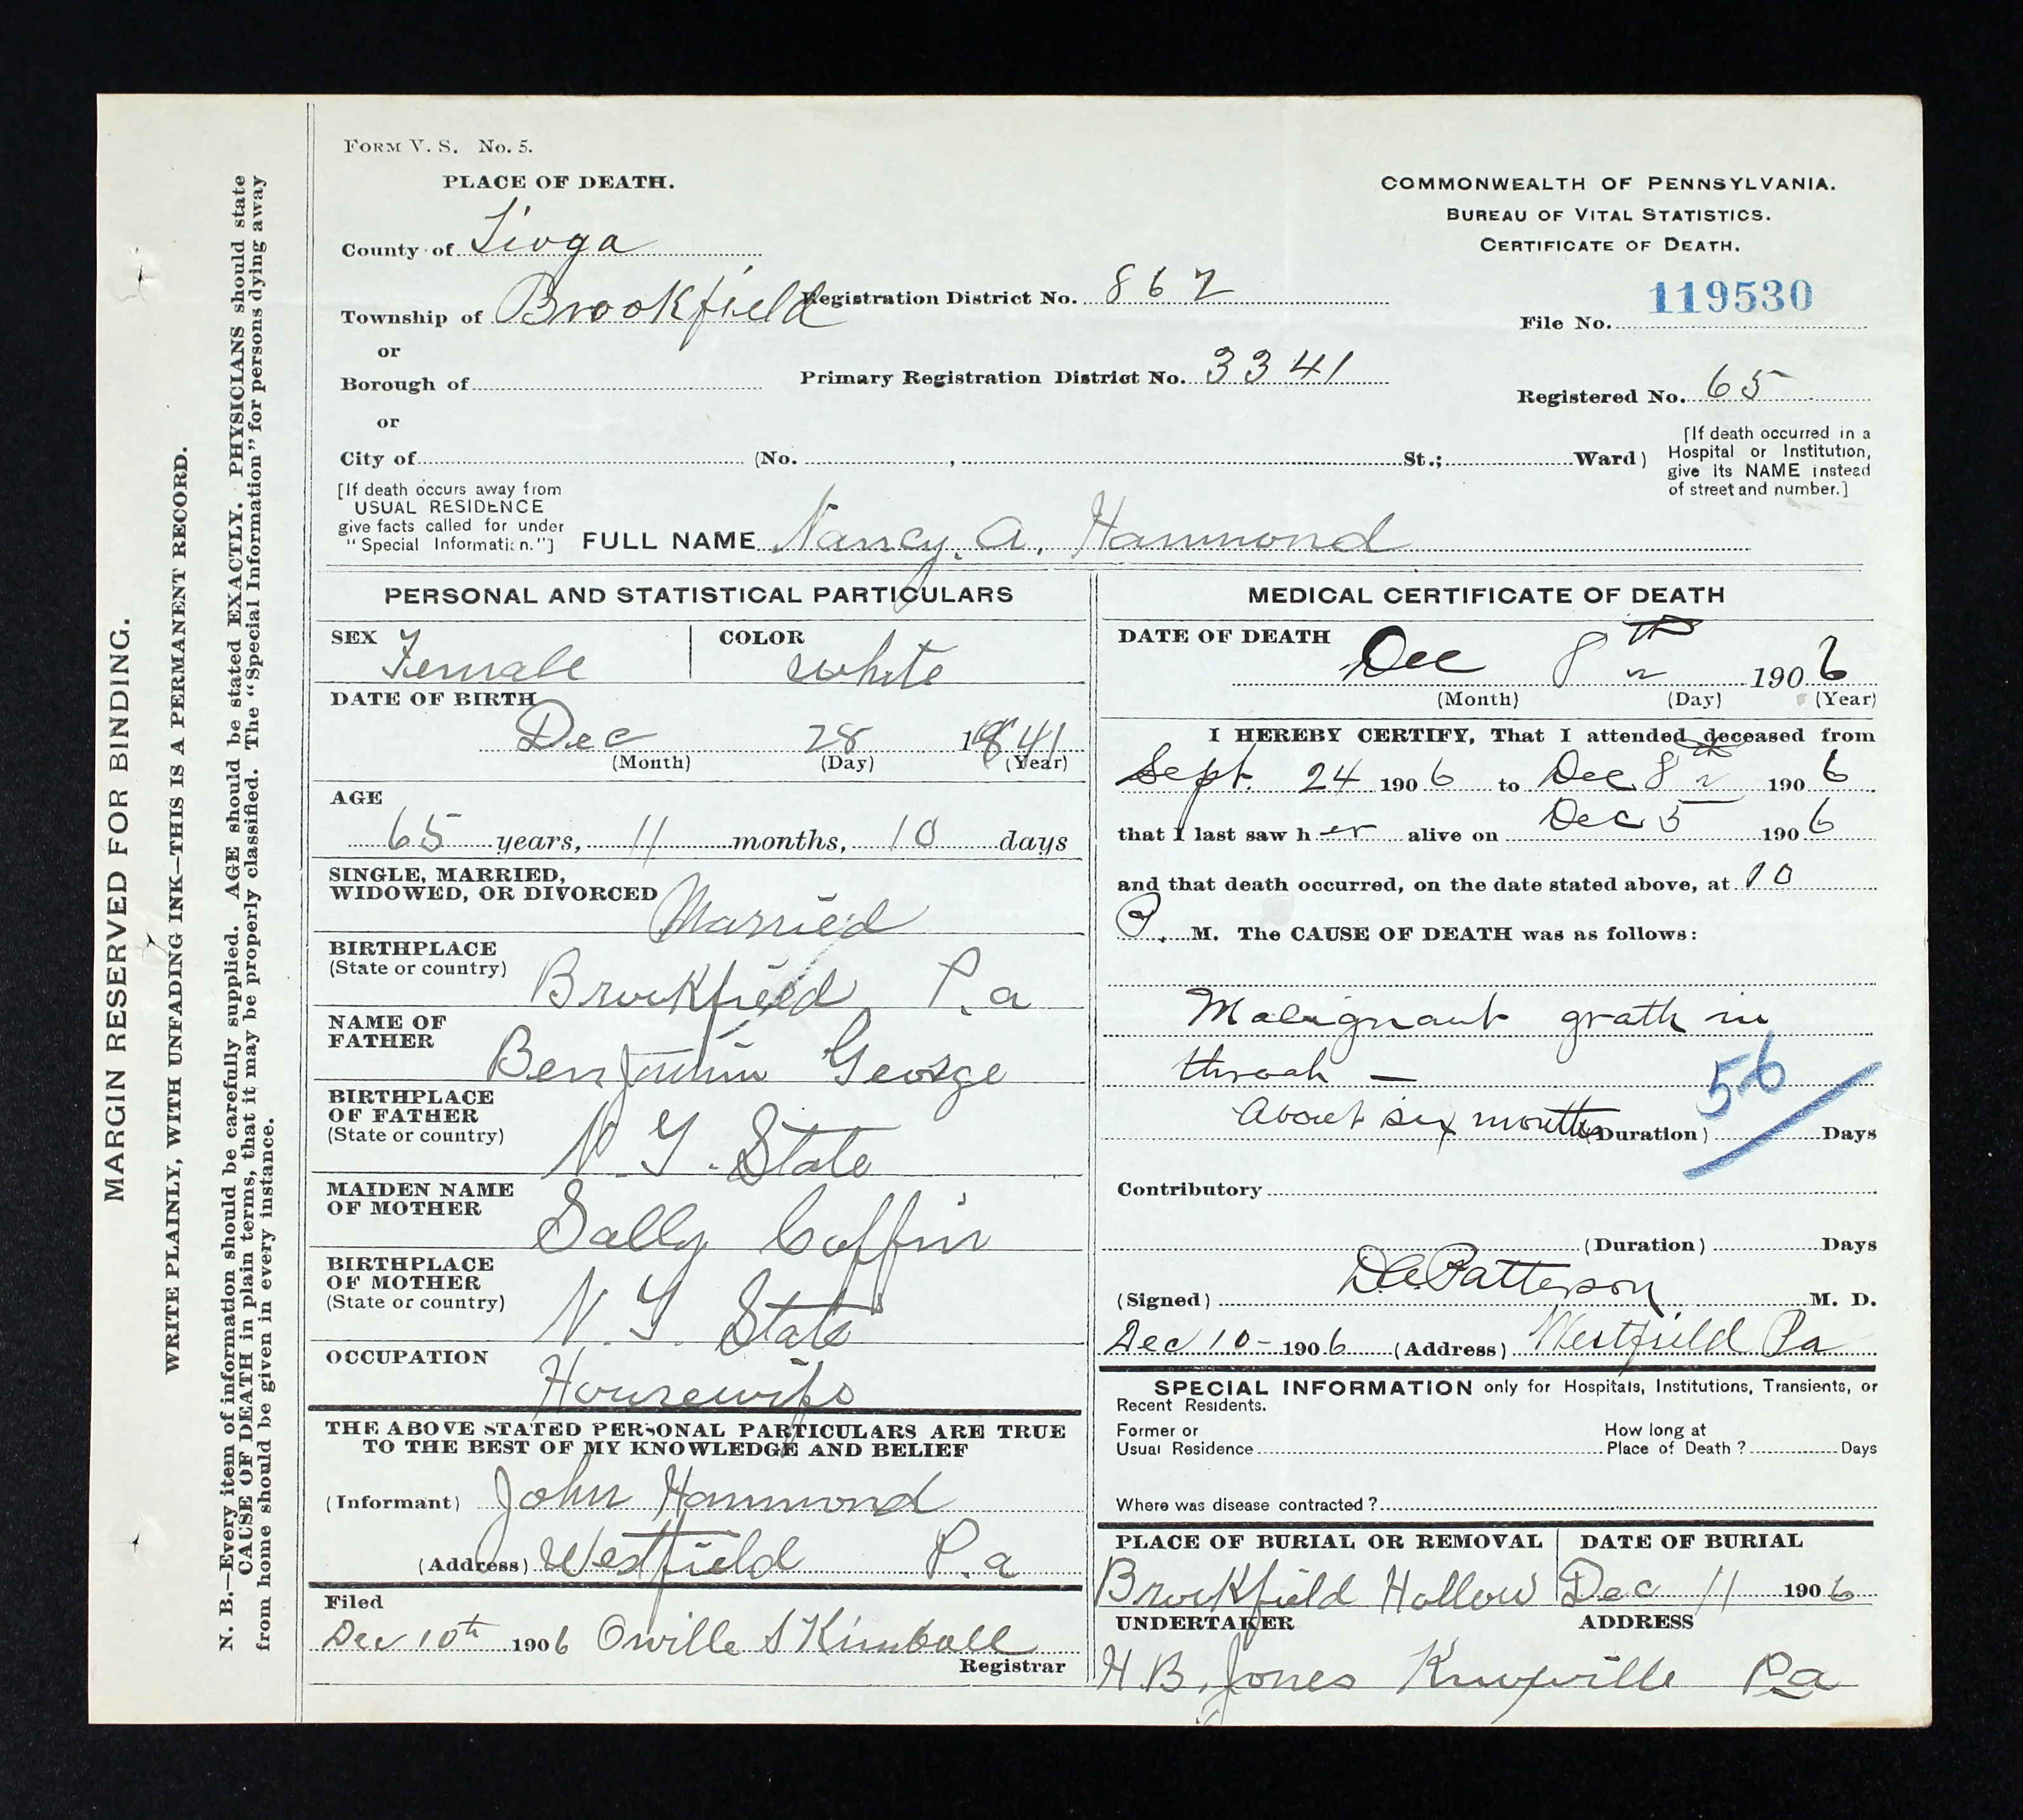 FORM V. S. No. 5.
PLACE OF DEATH.
County of Tioga
Township of Brookfield
or
Borough of
or
City of (No. , St.; Ward)
Registration District No. 867
Primary Registration District No. 3341
COMMONWEALTH OF PENNSYLVANIA.
BUREAU OF VITAL STATISTICS.
CERTIFICATE OF DEATH.
119530
File No.
Registered No. 65
[If death occurred in a
Hospital or Institution,
give its NAME instead
of street and number.]
[If death occurs away from
USUAL RESIDENCE
give facts called for under
"Special Information."]
FULL NAME Nancy. A. Hammond
PERSONAL AND STATISTICAL PARTICULARS
SEX Female COLOR white
DATE OF BIRTH
Dec 28 1841
(Month) (Day) (Year)
AGE
65 years, 11 months, 10 days
SINGLE, MARRIED,
WIDOWED, OR DIVORCED Married
BIRTHPLACE
(State or country) Brookfield P.a
NAME OF
FATHER Benjamin George
BIRTHPLACE
OF FATHER
(State or country) N.Y. State
MAIDEN NAME
OF MOTHER Sally Coffin
BIRTHPLACE
OF MOTHER
(State or country) N.Y. State
OCCUPATION Housewife
THE ABOVE STATED PERSONAL PARTICULARS ARE TRUE
TO THE BEST OF MY KNOWLEDGE AND BELIEF
(Informant) John Hammond
(Address) Westfield P.a
Filed
Dec 10th 1906 Orville S Kimball
Registrar
MEDICAL CERTIFICATE OF DEATH
DATE OF DEATH
Dec 8th 1906
(Month) (Day) (Year)
I HEREBY CERTIFY, That I attended deceased from
Sept. 24 1906 to Dec. 8th 1906
that I last saw her alive on Dec 5 1906
and that death occurred, on the date stated above, at 10
P. M. The CAUSE OF DEATH was as follows:
Malignant grath in
throah —
56
About six months (Duration) Days
Contributory
(Duration) Days
(Signed) Patterson M. D.
Dec 10 - 1906 (Address) Westfield Pa
SPECIAL INFORMATION only for Hospitals, Institutions, Transients, or
Recent Residents.
Former or
Usual Residence
How long at
Place of Death ? Days
Where was disease contracted ?
PLACE OF BURIAL OR REMOVAL
Brookfield Hollow
DATE OF BURIAL
Dec 11 1906
UNDERTAKER ADDRESS
H. B. Jones Knoxville Pa
MARGIN RESERVED FOR BINDING.
WRITE PLAINLY, WITH UNFADING INK—THIS IS A PERMANENT RECORD.
N. B.—Every item of information should be carefully supplied. AGE should be stated EXACTLY. PHYSICIANS should state
CAUSE OF DEATH in plain terms, that it may be properly classified. The "Special Information" for persons dying away
from home should be given in every instance.